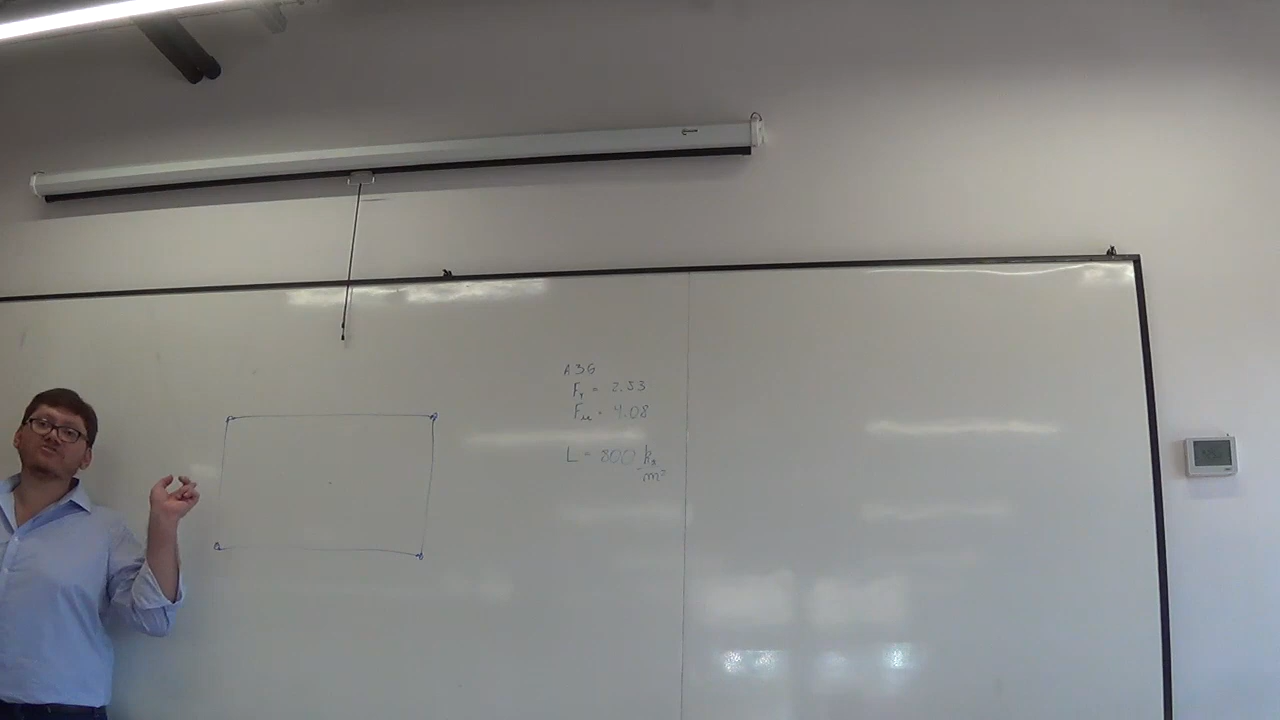 A36
Fy = 2.53
Fu = 4.08
L = 800 kg/m²